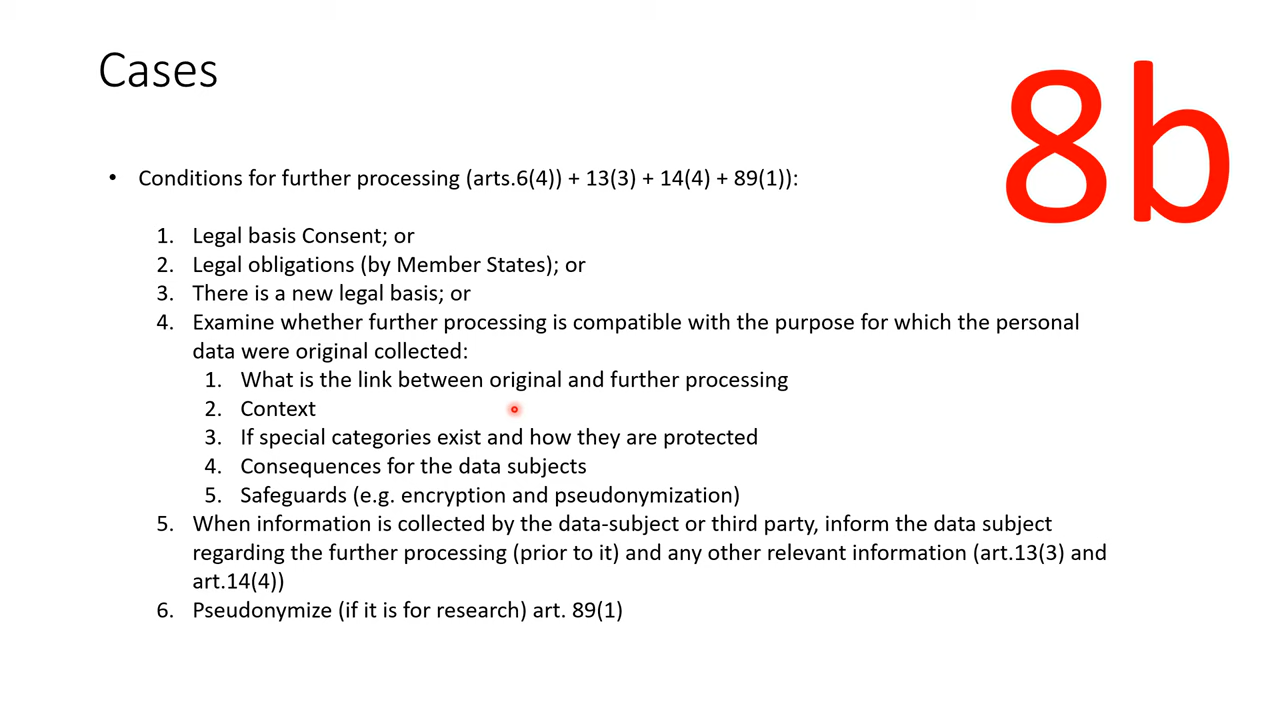 Cases
8b
• Conditions for further processing (arts.6(4)) + 13(3) + 14(4) + 89(1)):
1. Legal basis Consent; or
2. Legal obligations (by Member States); or
3. There is a new legal basis; or
4. Examine whether further processing is compatible with the purpose for which the personal
data were original collected:
1. What is the link between original and further processing
2. Context
3. If special categories exist and how they are protected
4. Consequences for the data subjects
5. Safeguards (e.g. encryption and pseudonymization)
5. When information is collected by the data-subject or third party, inform the data subject
regarding the further processing (prior to it) and any other relevant information (art.13(3) and
art.14(4))
6. Pseudonymize (if it is for research) art. 89(1)